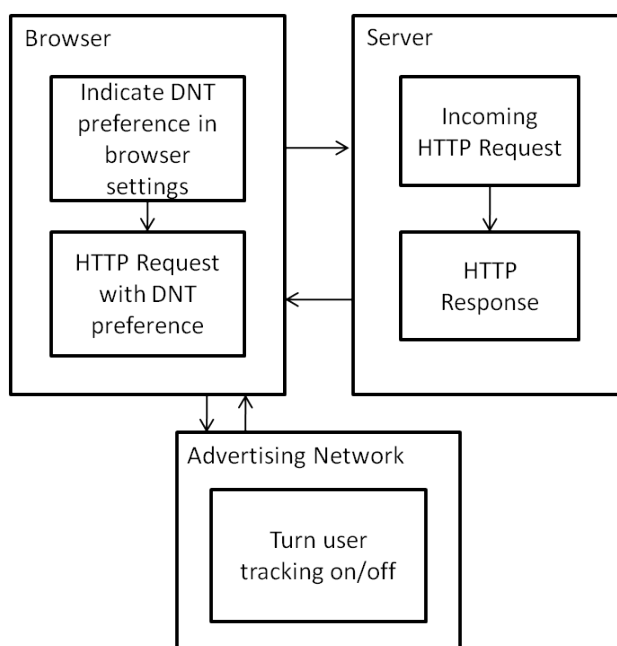 Browser
Indicate DNT
preference in
browser
settings
HTTP Request
with DNT
preference
Server
Incoming
HTTP Request
HTTP
Response
Advertising Network
Turn user
tracking on/off